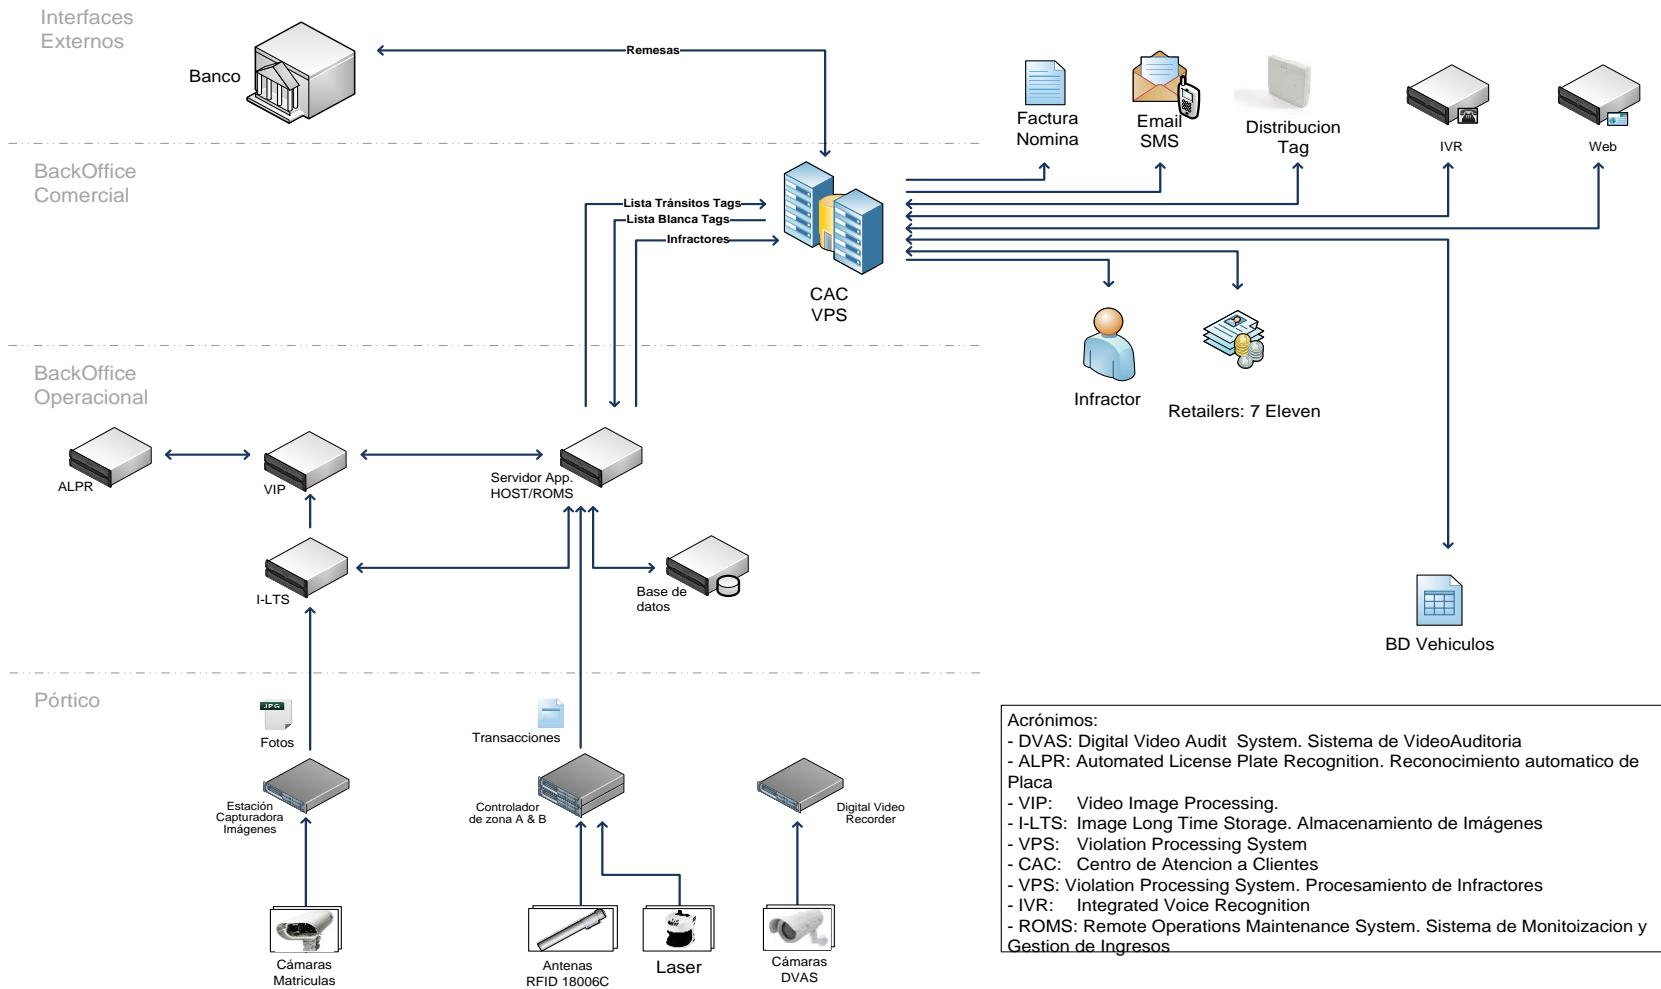 Interfaces
Externos
Banco
Remesas
Factura
Nomina
Email
SMS
Distribucion
Tag
IVR
Web
BackOffice
Comercial
Lista Tránsitos Tags
Lista Blanca Tags
Infractores
CAC
VPS
Infractor
Retailers: 7 Eleven
BackOffice
Operacional
ALPR
VIP
Servidor App.
HOST/ROMS
I-LTS
Base de
datos
BD Vehiculos
Pórtico
JPG
Fotos
Transacciones
Estación
Capturadora
Imágenes
Controlador
de zona A & B
Digital Video
Recorder
Cámaras
Matriculas
Antenas
RFID 18006C
Laser
Cámaras
DVAS
Acrónimos:
- DVAS: Digital Video Audit System. Sistema de VideoAuditoria
- ALPR: Automated License Plate Recognition. Reconocimiento automatico de
Placa
- VIP: Video Image Processing.
- I-LTS: Image Long Time Storage. Almacenamiento de Imágenes
- VPS: Violation Processing System
- CAC: Centro de Atencion a Clientes
- VPS: Violation Processing System. Procesamiento de Infractores
- IVR: Integrated Voice Recognition
- ROMS: Remote Operations Maintenance System. Sistema de Monitoizacion y
Gestion de Ingresos